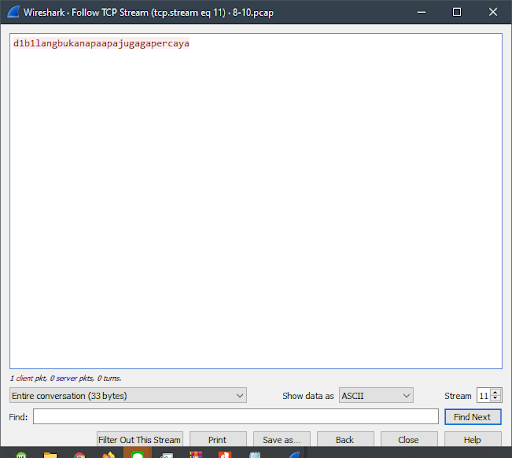 Wireshark · Follow TCP Stream (tcp.stream eq 11) · 8-10.pcap
d1b1langbukanapaapajugagapercaya
1 client pkt, 0 server pkts, 0 turns.
Entire conversation (33 bytes) Show data as ASCII Stream 11
Find: Find Next
Filter Out This Stream Print Save as... Back Close Help